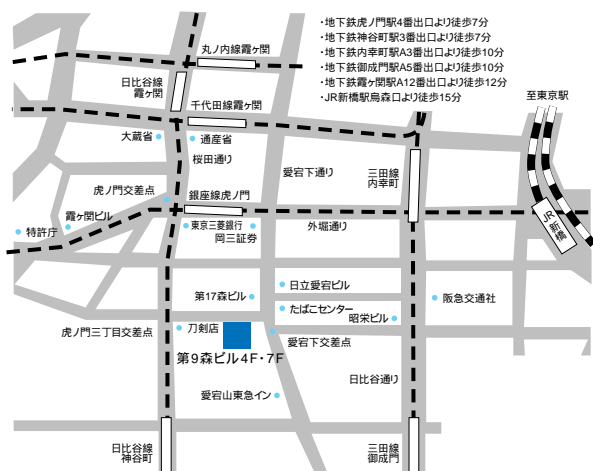 ・地下鉄虎ノ門駅4番出口より徒歩7分
・地下鉄神谷町駅3番出口より徒歩7分
・地下鉄内幸町駅A3番出口より徒歩10分
・地下鉄御成門駅A5番出口より徒歩10分
・地下鉄霞ヶ関駅A12番出口より徒歩12分
・JR新橋駅烏森口より徒歩15分
丸ノ内線霞ヶ関
日比谷線
霞ヶ関
至東京駅
千代田線霞ヶ関
大蔵省
通産省
桜田通り
愛宕下通り
三田線
内幸町
虎ノ門交差点
銀座線虎ノ門
霞ヶ関ビル
特許庁
東京三菱銀行
岡三証券
外堀通り
JR
新橋
日立愛宕ビル
第17森ビル
たばこセンター
昭栄ビル
阪急交通社
虎ノ門三丁目交差点
刀剣店
愛宕下交差点
第9森ビル4F・7F
日比谷通り
愛宕山東急イン
日比谷線
神谷町
三田線
御成門